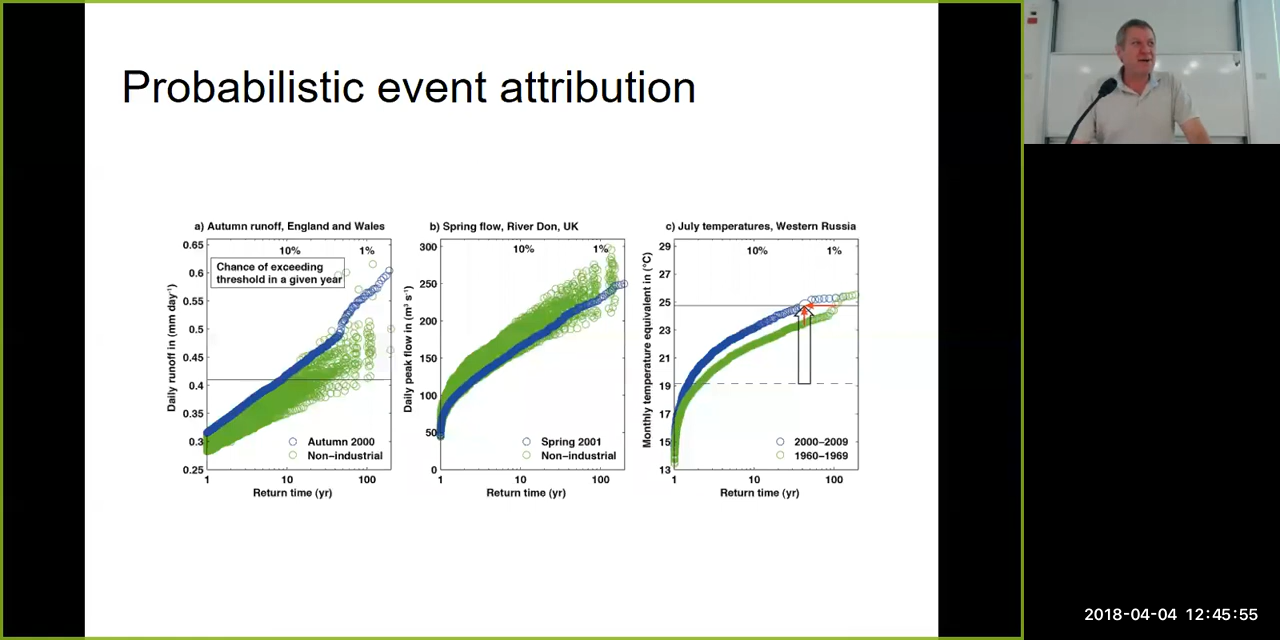 Probabilistic event attribution
a) Autumn runoff, England and Wales
10%
1%
Chance of exceeding
threshold in a given year
Daily runoff in (mm day⁻¹)
0.65
0.6
0.55
0.5
0.45
0.4
0.35
0.3
0.25
Autumn 2000
Non−industrial
1
10
100
Return time (yr)
b) Spring flow, River Don, UK
10%
1%
Daily peak flow in (m³ s⁻¹)
300
250
200
150
100
50
0
Spring 2001
Non−industrial
1
10
100
Return time (yr)
c) July temperatures, Western Russia
10%
1%
Monthly temperature equivalent in (°C)
29
27
25
23
21
19
17
15
13
2000−2009
1960−1969
1
10
100
Return time (yr)
2018-04-04 12:45:55